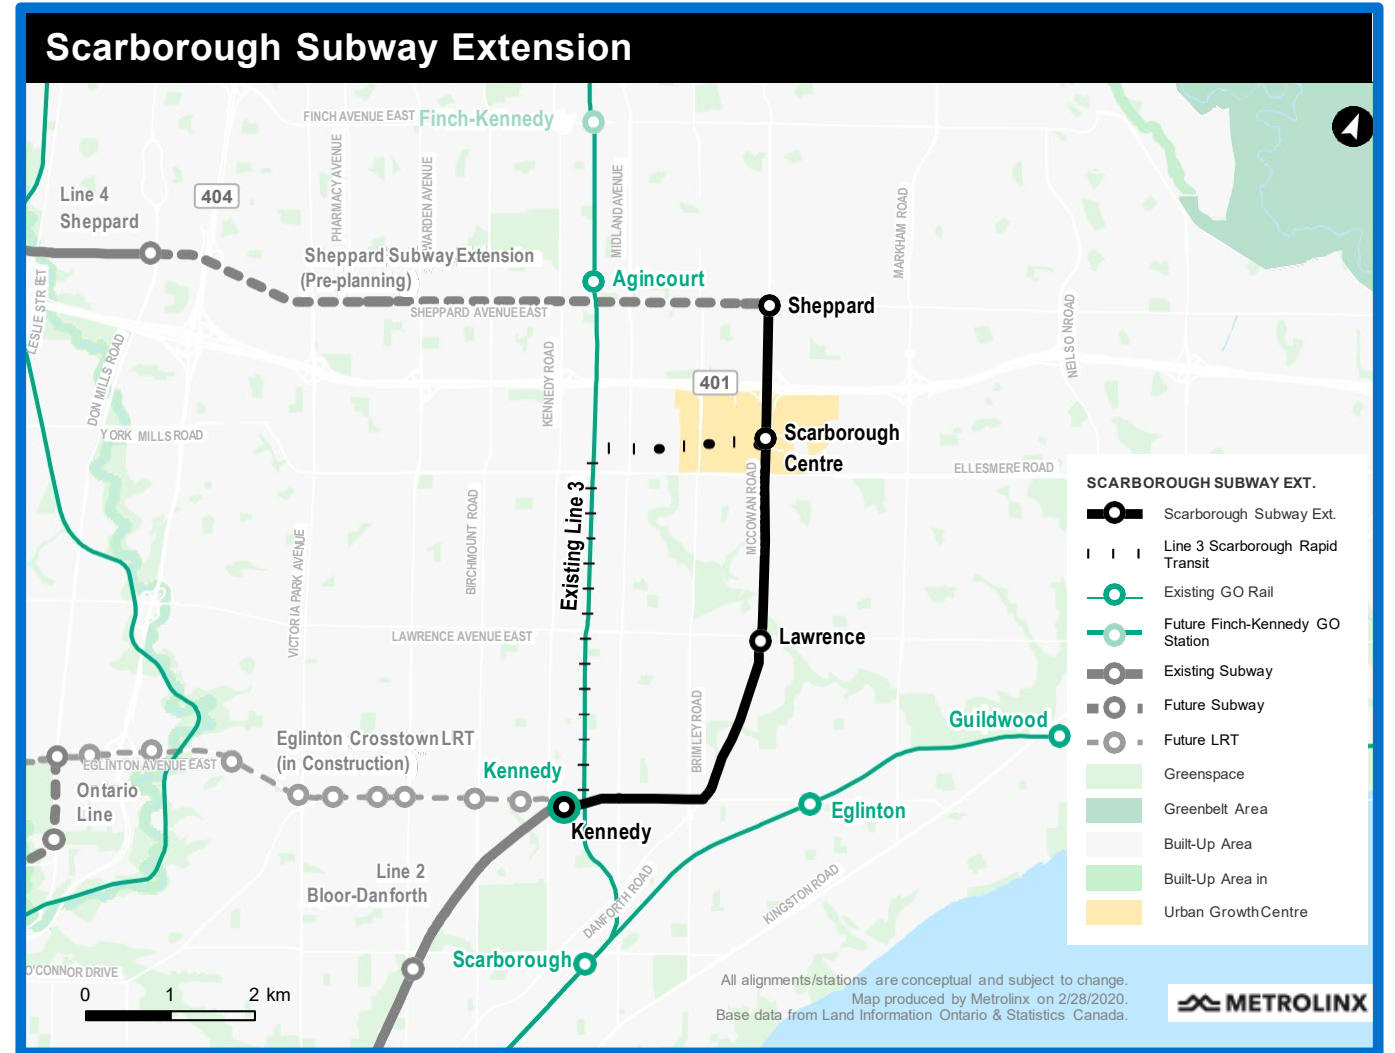 Scarborough Subway Extension
FINCH AVENUE EAST
Finch-Kennedy
PHARMACY AVENUE
WARDEN AVENUE
MIDLAND AVENUE
MARKHAM ROAD
Line 4
Sheppard
404
Sheppard Subway Extension
(Pre-planning)
Agincourt
SHEPPARD AVENUE EAST
Sheppard
LESLIE STREET
DON MILLS ROAD
KENNEDY ROAD
NEILSON ROAD
401
YORK MILLS ROAD
Scarborough
Centre
ELLESMERE ROAD
MCCOWAN ROAD
Existing Line 3
BIRCHMOUNT ROAD
VICTORIA PARK AVENUE
LAWRENCE AVENUE EAST
Lawrence
BRIMLEY ROAD
Guildwood
Eglinton Crosstown LRT
(in Construction)
EGLINTON AVENUE EAST
Ontario
Line
Kennedy
Kennedy
Eglinton
Line 2
Bloor-Danforth
DANFORTH ROAD
KINGSTON ROAD
Scarborough
O'CONNOR DRIVE
0 1 2 km
SCARBOROUGH SUBWAY EXT.
Scarborough Subway Ext.
Line 3 Scarborough Rapid
Transit
Existing GO Rail
Future Finch-Kennedy GO
Station
Existing Subway
Future Subway
Future LRT
Greenspace
Greenbelt Area
Built-Up Area
Built-Up Area in
Urban Growth Centre
All alignments/stations are conceptual and subject to change.
Map produced by Metrolinx on 2/28/2020.
Base data from Land Information Ontario & Statistics Canada.
METROLINX